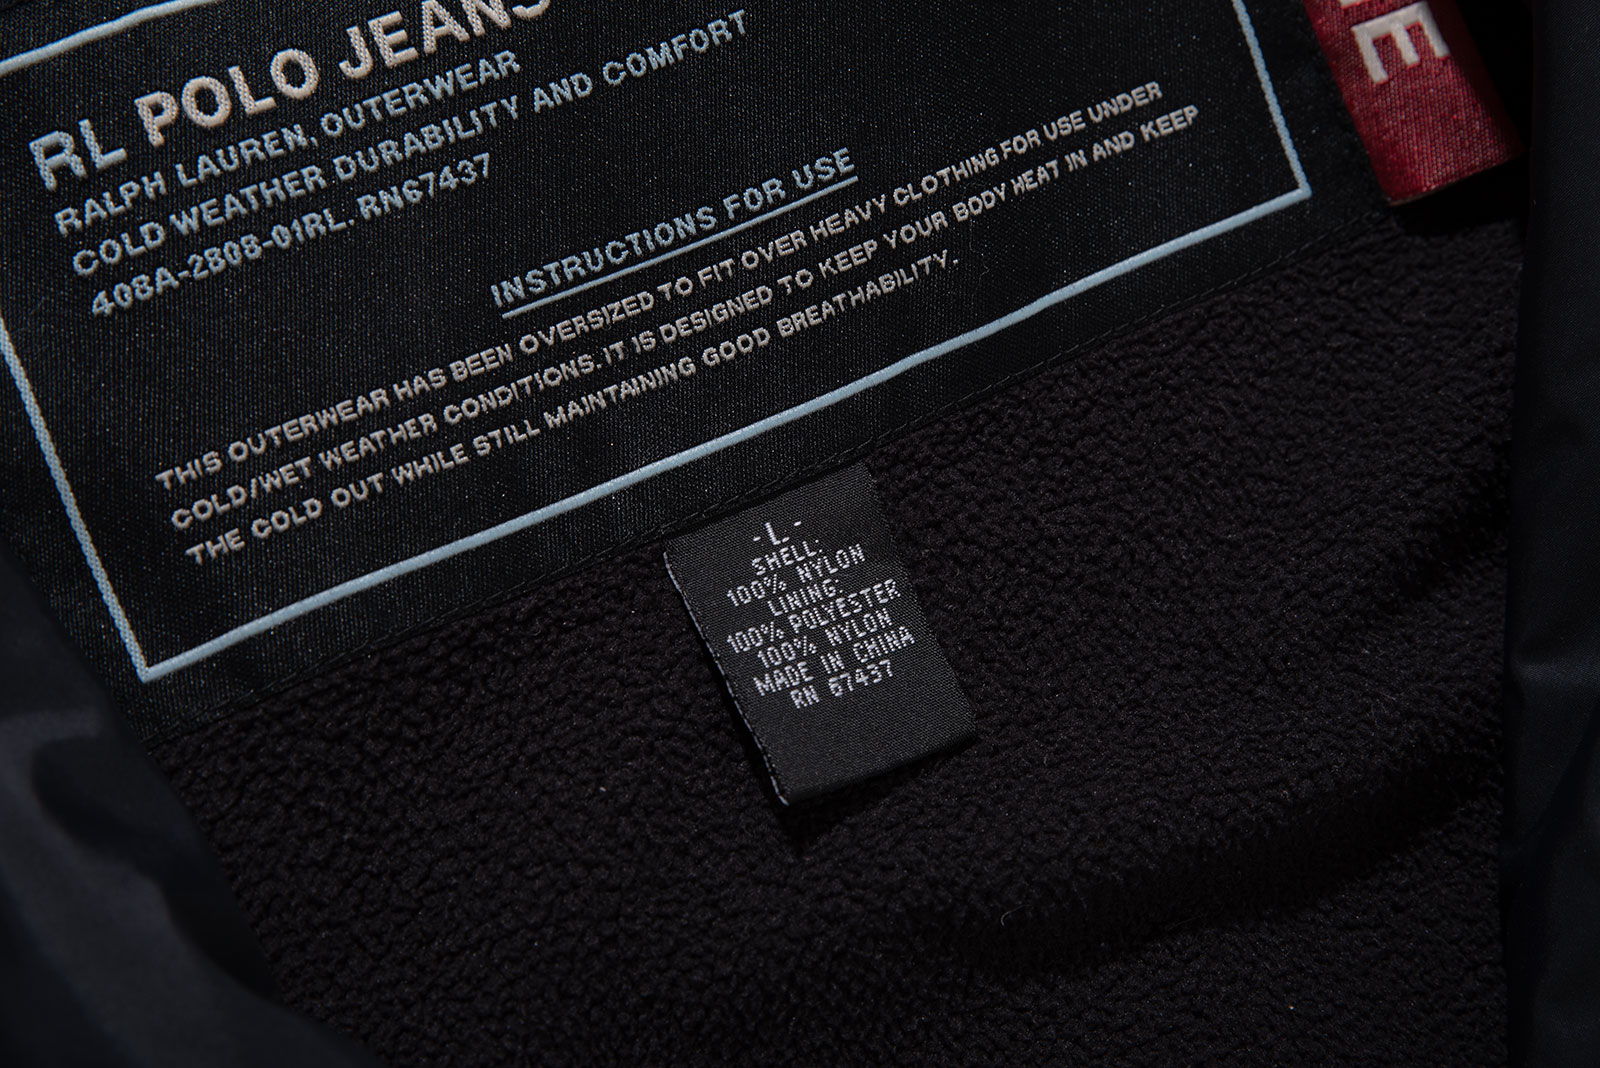 RL POLO JEANS
RALPH LAUREN, OUTERWEAR
COLD WEATHER DURABILITY AND COMFORT
408A-2808-01RL. RN67437
INSTRUCTIONS FOR USE
THIS OUTERWEAR HAS BEEN OVERSIZED TO FIT OVER HEAVY CLOTHING FOR USE UNDER
COLD/WET WEATHER CONDITIONS. IT IS DESIGNED TO KEEP YOUR BODY HEAT IN AND KEEP
THE COLD OUT WHILE STILL MAINTAINING GOOD BREATHABILITY.
-L-
SHELL:
100% NYLON
LINING:
100% POLYESTER
100% NYLON
MADE IN CHINA
RN 67437